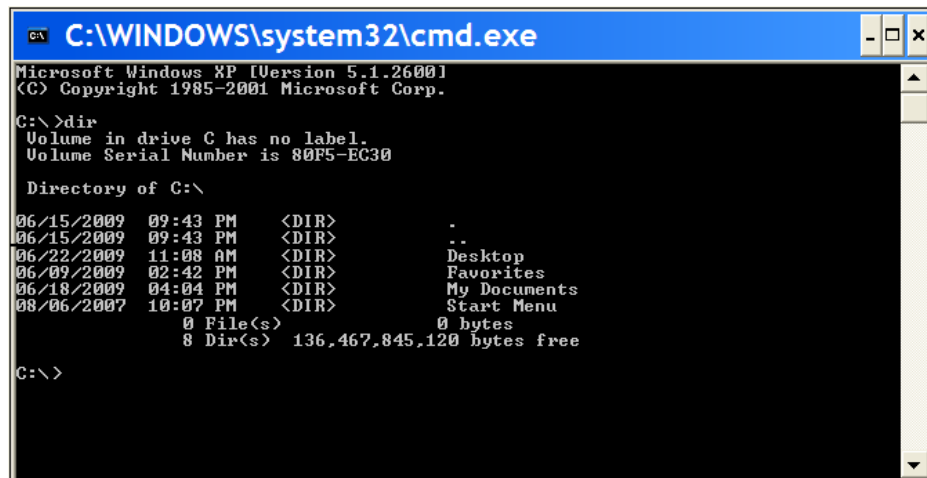 C:\WINDOWS\system32\cmd.exe
Microsoft Windows XP [Version 5.1.2600]
(C) Copyright 1985-2001 Microsoft Corp.
C:\>dir
Volume in drive C has no label.
Volume Serial Number is 80F5-EC30
Directory of C:\
06/15/2009 09:43 PM <DIR> .
06/15/2009 09:43 PM <DIR> ..
06/22/2009 11:08 AM <DIR> Desktop
06/09/2009 02:42 PM <DIR> Favorites
06/18/2009 04:04 PM <DIR> My Documents
08/06/2007 10:07 PM <DIR> Start Menu
0 File(s) 0 bytes
8 Dir(s) 136,467,845,120 bytes free
C:\>